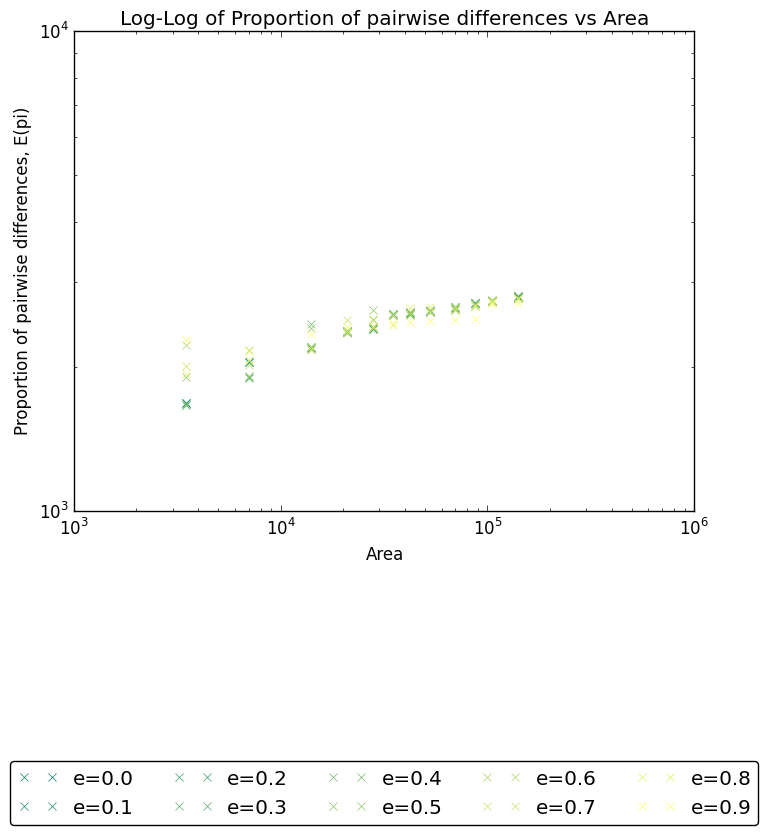 Log-Log of Proportion of pairwise differences vs Area
Proportion of pairwise differences, E(pi)
10^4
10^3
10^3 10^4 10^5 10^6
Area
e=0.0 e=0.2 e=0.4 e=0.6 e=0.8
e=0.1 e=0.3 e=0.5 e=0.7 e=0.9